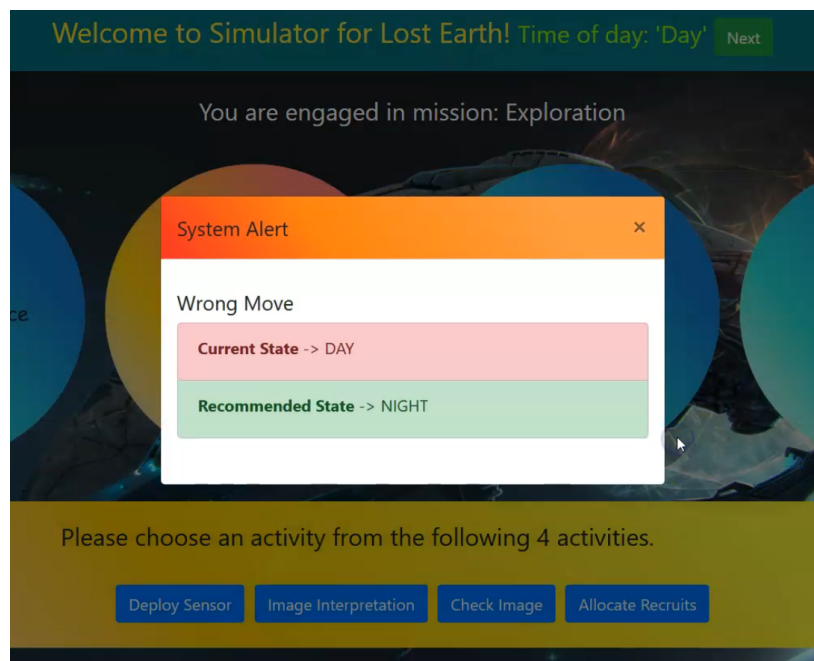 Welcome to Simulator for Lost Earth! Time of day: 'Day' Next
You are engaged in mission: Exploration
System Alert ×
Wrong Move
ce
Current State -> DAY
Recommended State -> NIGHT
Please choose an activity from the following 4 activities.
Deploy Sensor Image Interpretation Check Image Allocate Recruits